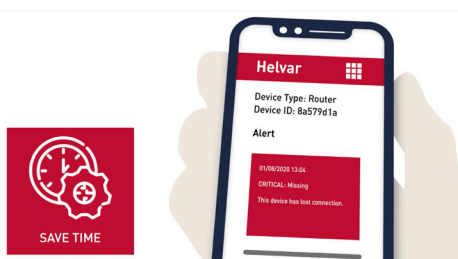 Helvar
Device Type: Router
Device ID: 8a579d1a
Alert
01/08/2020 13:04
CRITICAL: Missing
This device has lost connection.
SAVE TIME